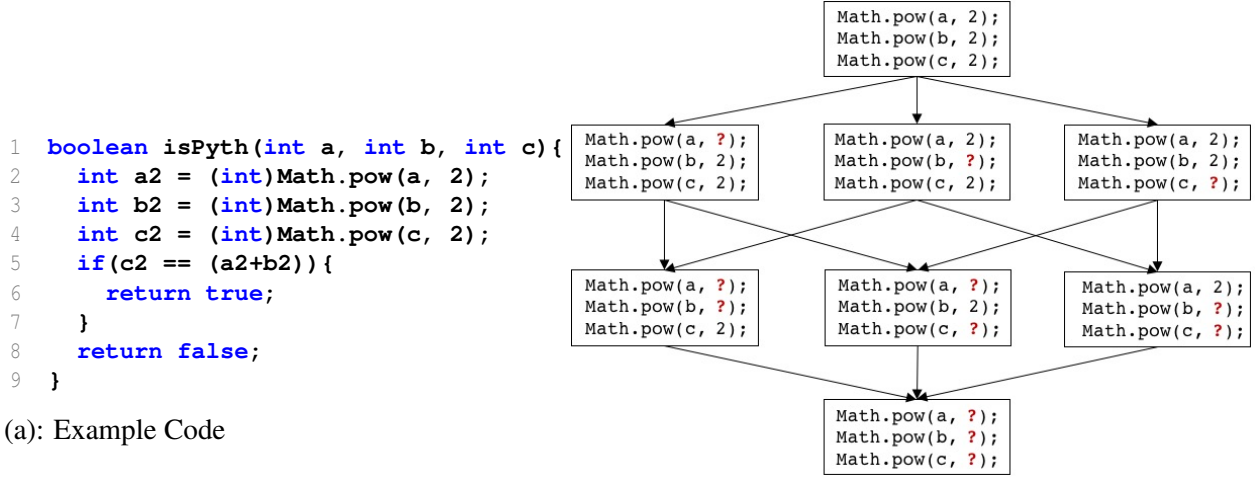 1 boolean isPyth(int a, int b, int c){
2 int a2 = (int)Math.pow(a, 2);
3 int b2 = (int)Math.pow(b, 2);
4 int c2 = (int)Math.pow(c, 2);
5 if(c2 == (a2+b2)){
6 return true;
7 }
8 return false;
9 }
(a): Example Code
Math.pow(a, 2);
Math.pow(b, 2);
Math.pow(c, 2);
Math.pow(a, ?);
Math.pow(b, 2);
Math.pow(c, 2);
Math.pow(a, 2);
Math.pow(b, ?);
Math.pow(c, 2);
Math.pow(a, 2);
Math.pow(b, 2);
Math.pow(c, ?);
Math.pow(a, ?);
Math.pow(b, ?);
Math.pow(c, 2);
Math.pow(a, ?);
Math.pow(b, 2);
Math.pow(c, ?);
Math.pow(a, 2);
Math.pow(b, ?);
Math.pow(c, ?);
Math.pow(a, ?);
Math.pow(b, ?);
Math.pow(c, ?);